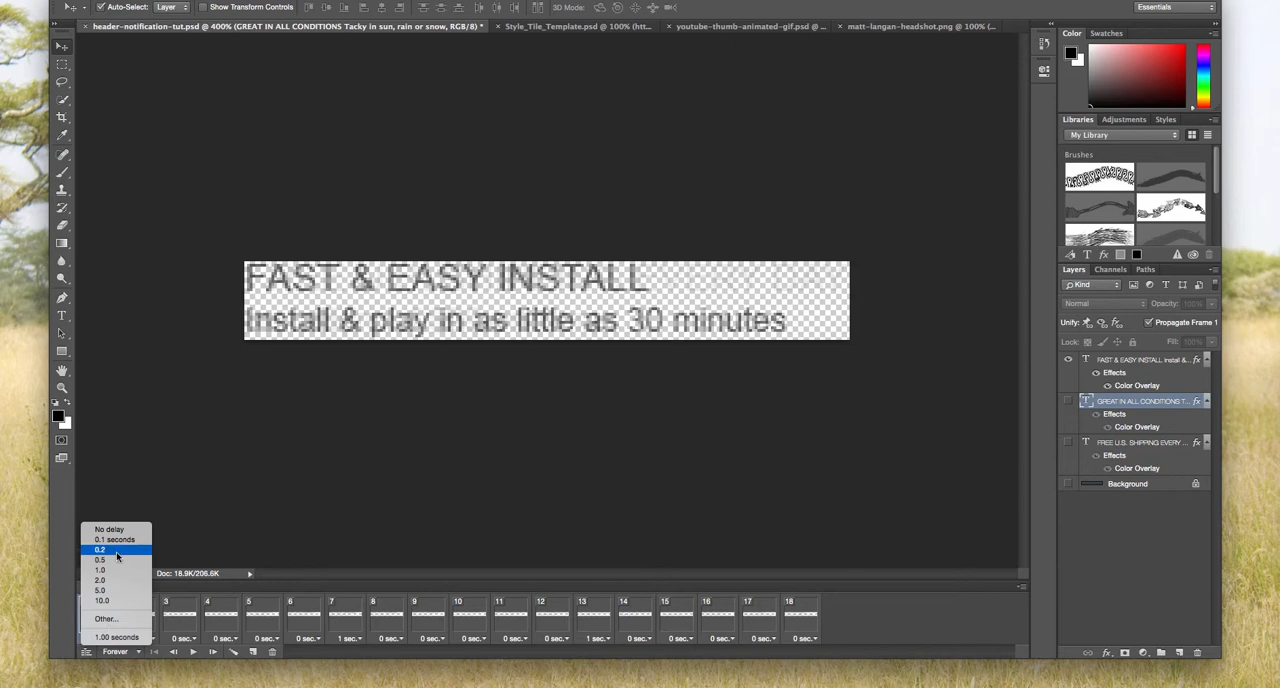 Auto-Select: Layer Show Transform Controls 3D Mode: Essentials
header-notification-tut.psd @ 400% (GREAT IN ALL CONDITIONS Tacky in sun, rain or snow, RGB/8) * Style_Tile_Template.psd @ 100% (htt... youtube-thumb-animated-gif.psd @ ... matt-langan-headshot.png @ 100% (...
Color Swatches
Libraries Adjustments Styles
My Library
Brushes
FAST & EASY INSTALL
Install & play in as little as 30 minutes
Layers Channels Paths
Kind
Normal Opacity: 100%
Unify: Propagate Frame 1
Lock: Fill: 100%
FAST & EASY INSTALL Install &... fx
Effects
Color Overlay
GREAT IN ALL CONDITIONS T... fx
Effects
Color Overlay
FREE U.S. SHIPPING EVERY ... fx
Effects
Color Overlay
Background
No delay
0.1 seconds
0.2
0.5
1.0
2.0
5.0
10.0
Other...
1.00 seconds
Doc: 18.9K/206.6K
3 4 5 6 7 8 9 10 11 12 13 14 15 16 17 18
0 sec. 0 sec. 0 sec. 0 sec. 1 sec. 0 sec. 0 sec. 0 sec. 0 sec. 0 sec. 1 sec. 0 sec. 0 sec. 0 sec. 0 sec. 0 sec.
Forever